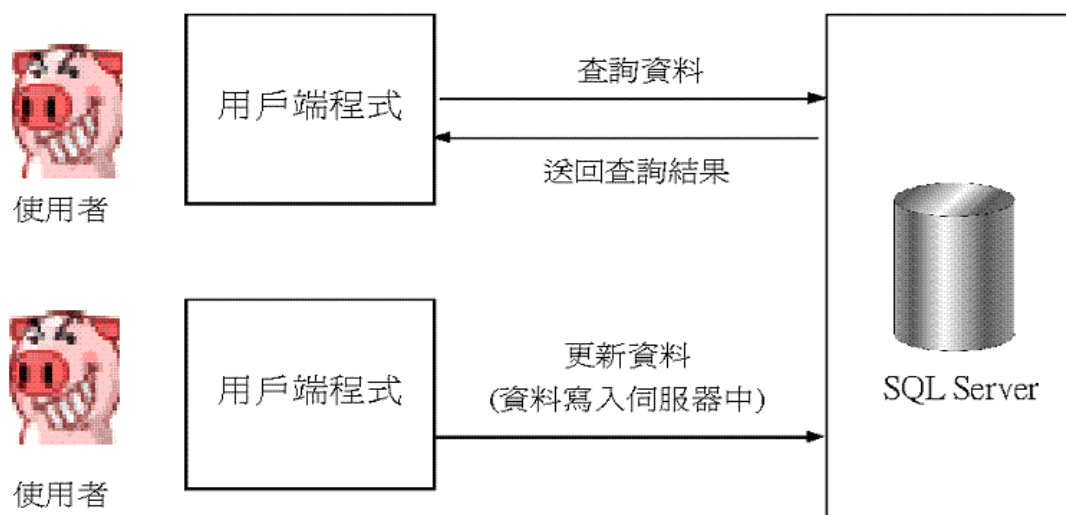 用戶端程式
查詢資料
送回查詢結果
使用者
用戶端程式
更新資料
(資料寫入伺服器中)
SQL Server
使用者